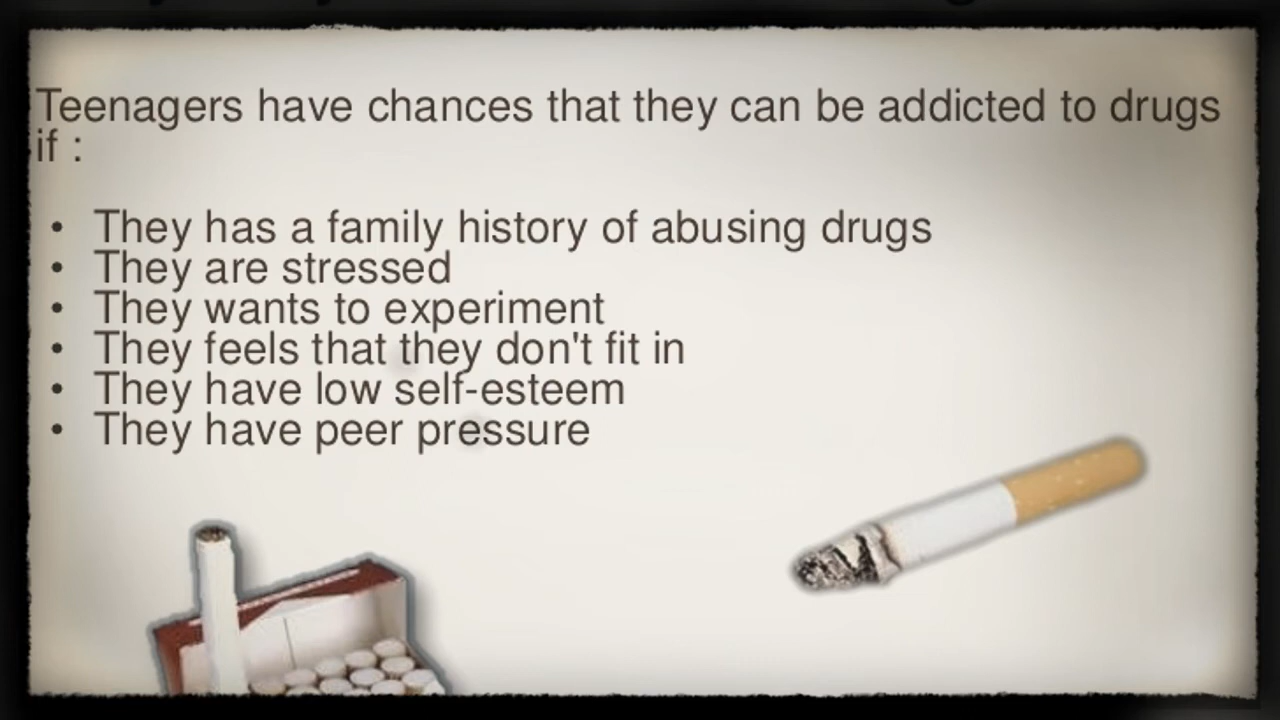 Teenagers have chances that they can be addicted to drugs
if :
• They has a family history of abusing drugs
• They are stressed
• They wants to experiment
• They feels that they don't fit in
• They have low self-esteem
• They have peer pressure